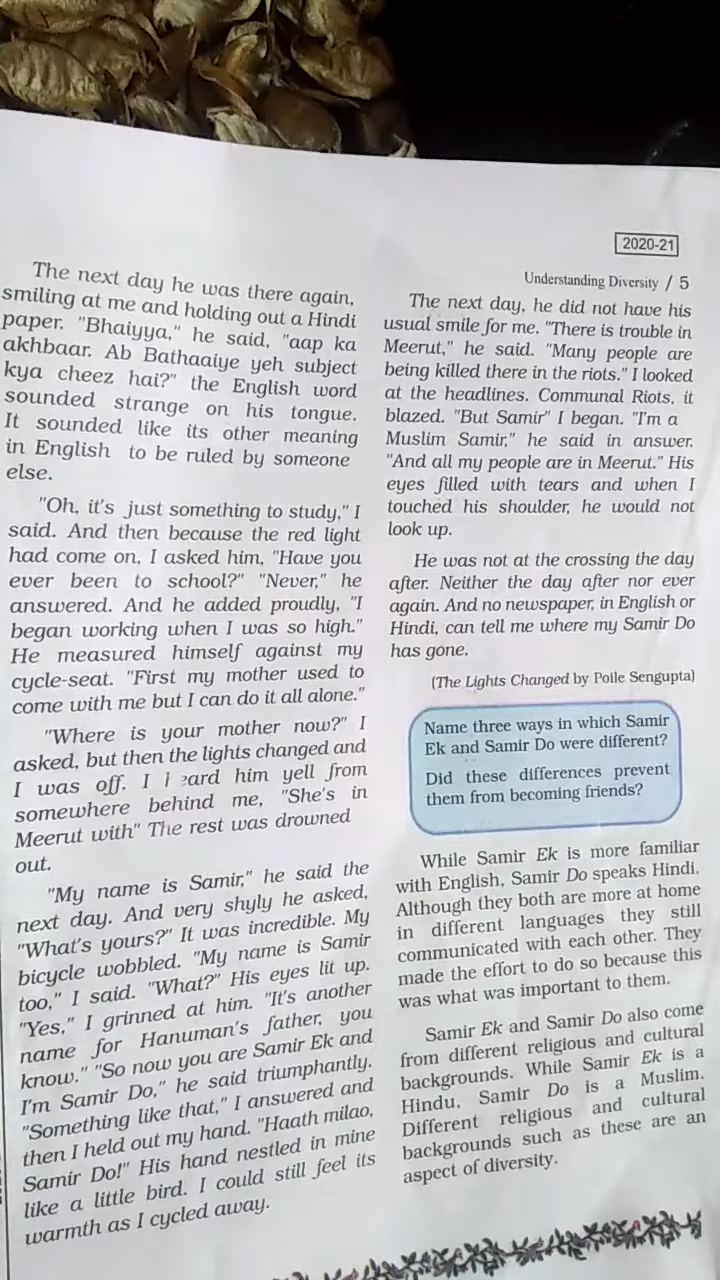 2020-21
Understanding Diversity / 5
The next day he was there again,
smiling at me and holding out a Hindi
paper. "Bhaiyya," he said, "aap ka
akhbaar. Ab Bathaaiye yeh subject
kya cheez hai?" the English word
sounded strange on his tongue.
It sounded like its other meaning
in English to be ruled by someone
else.
"Oh, it's just something to study," I
said. And then because the red light
had come on, I asked him, "Have you
ever been to school?" "Never," he
answered. And he added proudly, "I
began working when I was so high."
He measured himself against my
cycle-seat. "First my mother used to
come with me but I can do it all alone."
"Where is your mother now?" I
asked, but then the lights changed and
I was off. I heard him yell from
somewhere behind me, "She's in
Meerut with" The rest was drowned
out.
"My name is Samir," he said the
next day. And very shyly he asked,
"What's yours?" It was incredible. My
bicycle wobbled. "My name is Samir
too," I said. "What?" His eyes lit up.
"Yes," I grinned at him. "It's another
name for Hanuman's father, you
know." "So now you are Samir Ek and
I'm Samir Do," he said triumphantly.
"Something like that," I answered and
then I held out my hand. "Haath milao,
Samir Do!" His hand nestled in mine
like a little bird. I could still feel its
warmth as I cycled away.
The next day, he did not have his
usual smile for me. "There is trouble in
Meerut," he said. "Many people are
being killed there in the riots." I looked
at the headlines. Communal Riots, it
blazed. "But Samir" I began. "I'm a
Muslim Samir," he said in answer.
"And all my people are in Meerut." His
eyes filled with tears and when I
touched his shoulder, he would not
look up.
He was not at the crossing the day
after. Neither the day after nor ever
again. And no newspaper, in English or
Hindi, can tell me where my Samir Do
has gone.
(The Lights Changed by Poile Sengupta)
Name three ways in which Samir
Ek and Samir Do were different?
Did these differences prevent
them from becoming friends?
While Samir Ek is more familiar
with English, Samir Do speaks Hindi.
Although they both are more at home
in different languages they still
communicated with each other. They
made the effort to do so because this
was what was important to them.
Samir Ek and Samir Do also come
from different religious and cultural
backgrounds. While Samir Ek is a
Hindu, Samir Do is a Muslim.
Different religious and cultural
backgrounds such as these are an
aspect of diversity.